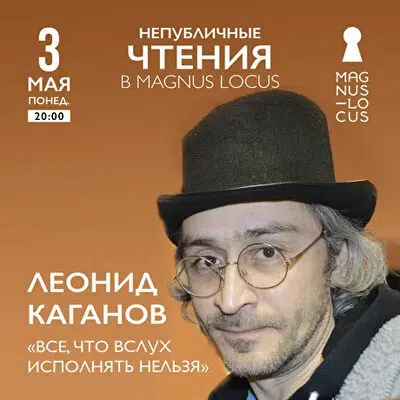 3
МАЯ
ПОНЕД.
20:00
НЕПУБЛИЧНЫЕ
ЧТЕНИЯ
В MAGNUS LOCUS
MAG
NUS
–LO
CUS
ЛЕОНИД
КАГАНОВ
«ВСЕ, ЧТО ВСЛУХ
ИСПОЛНЯТЬ НЕЛЬЗЯ»